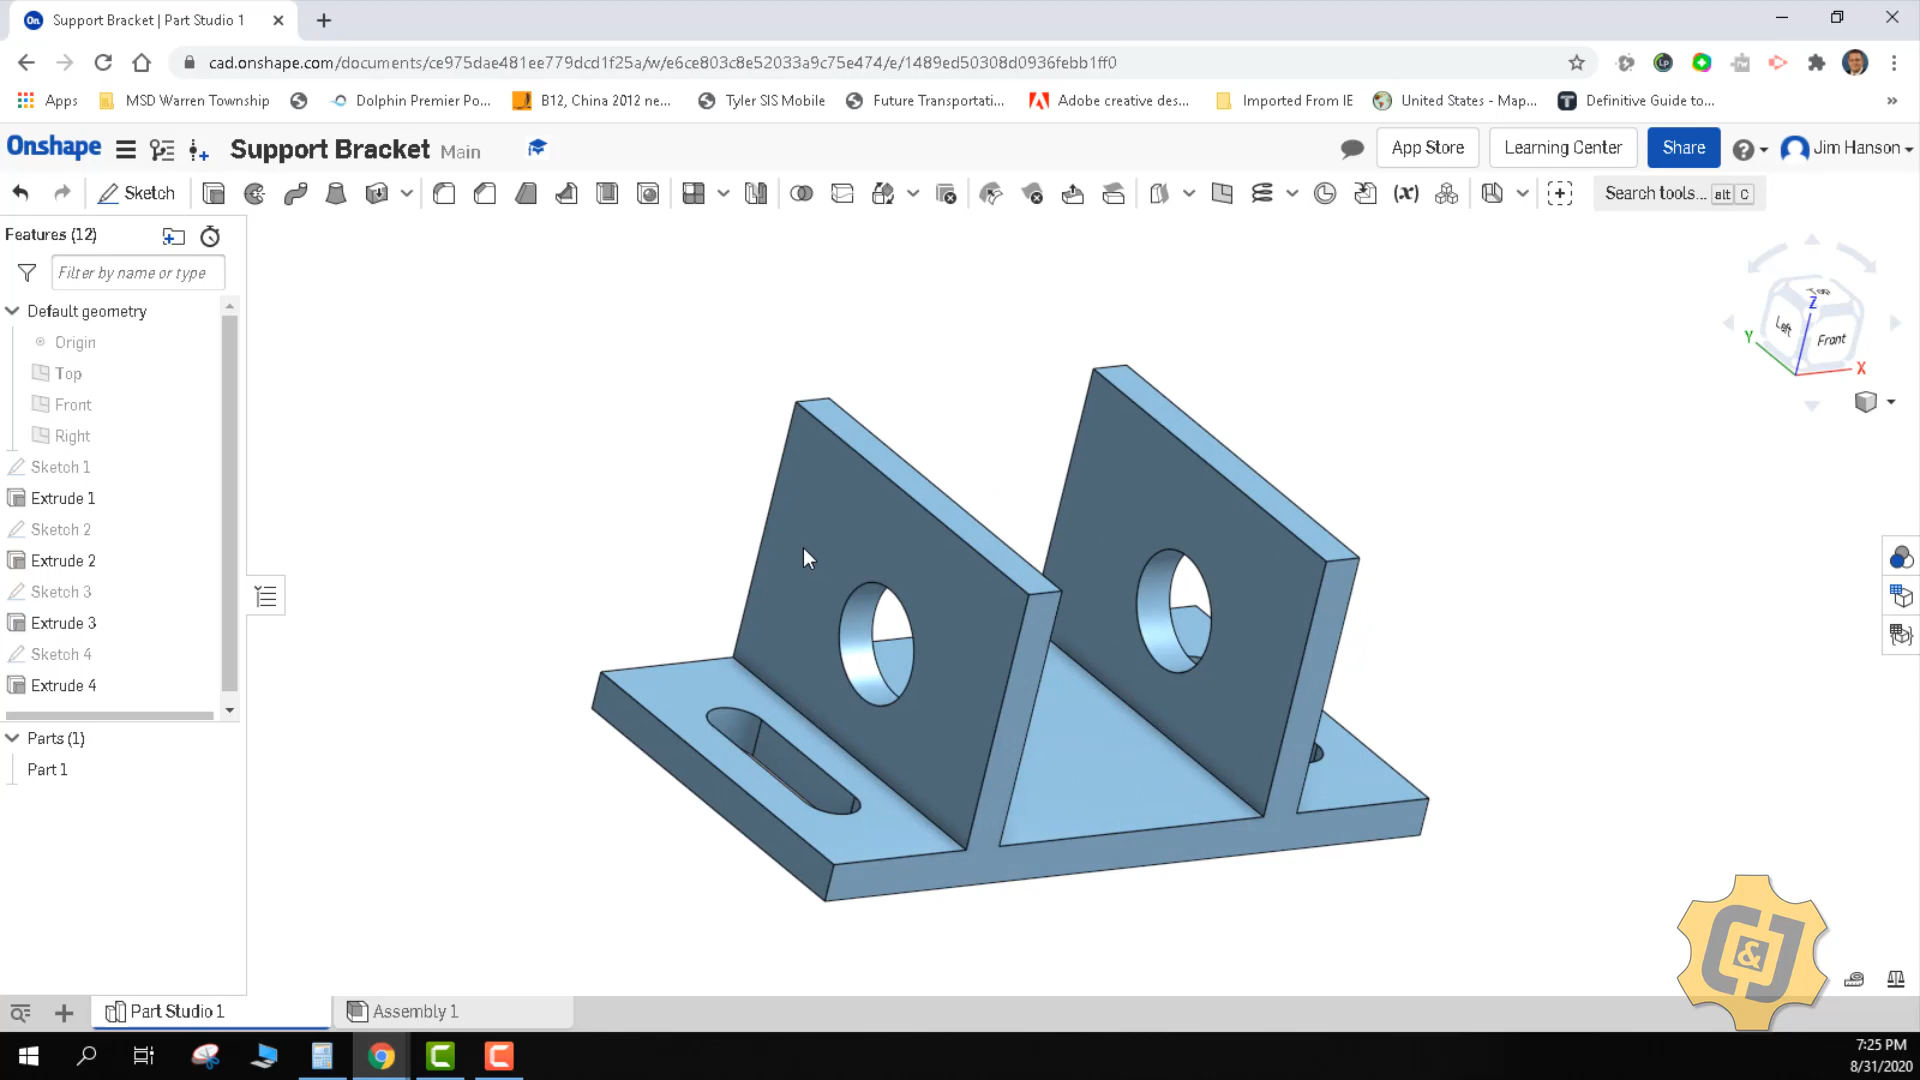 On Support Bracket | Part Studio 1
cad.onshape.com/documents/ce975dae481ee779dcd1f25a/w/e6ce803c8e52033a9c75e474/e/1489ed50308d0936febb1ff0
Apps MSD Warren Township Dolphin Premier Po... B12, China 2012 ne... Tyler SIS Mobile Future Transportati... Adobe creative des... Imported From IE United States - Map... Definitive Guide to... »
Onshape Support Bracket Main App Store Learning Center Share Jim Hanson
Sketch (x) Search tools... alt C
Features (12)
Filter by name or type
Default geometry
Origin
Top
Front
Right
Sketch 1
Extrude 1
Sketch 2
Extrude 2
Sketch 3
Extrude 3
Sketch 4
Extrude 4
Parts (1)
Part 1
Top
Z
Left
Front
Y
X
C&J
Part Studio 1 Assembly 1
7:25 PM
8/31/2020